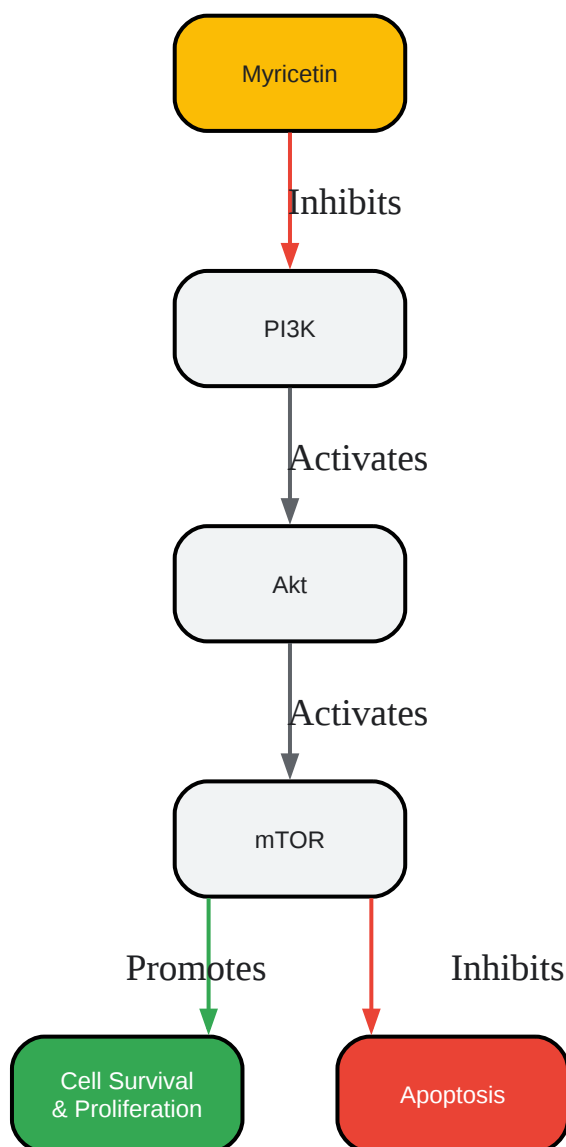 Myricetin
Inhibits
PI3K
Activates
Akt
Activates
mTOR
Promotes
Inhibits
Cell Survival
& Proliferation
Apoptosis